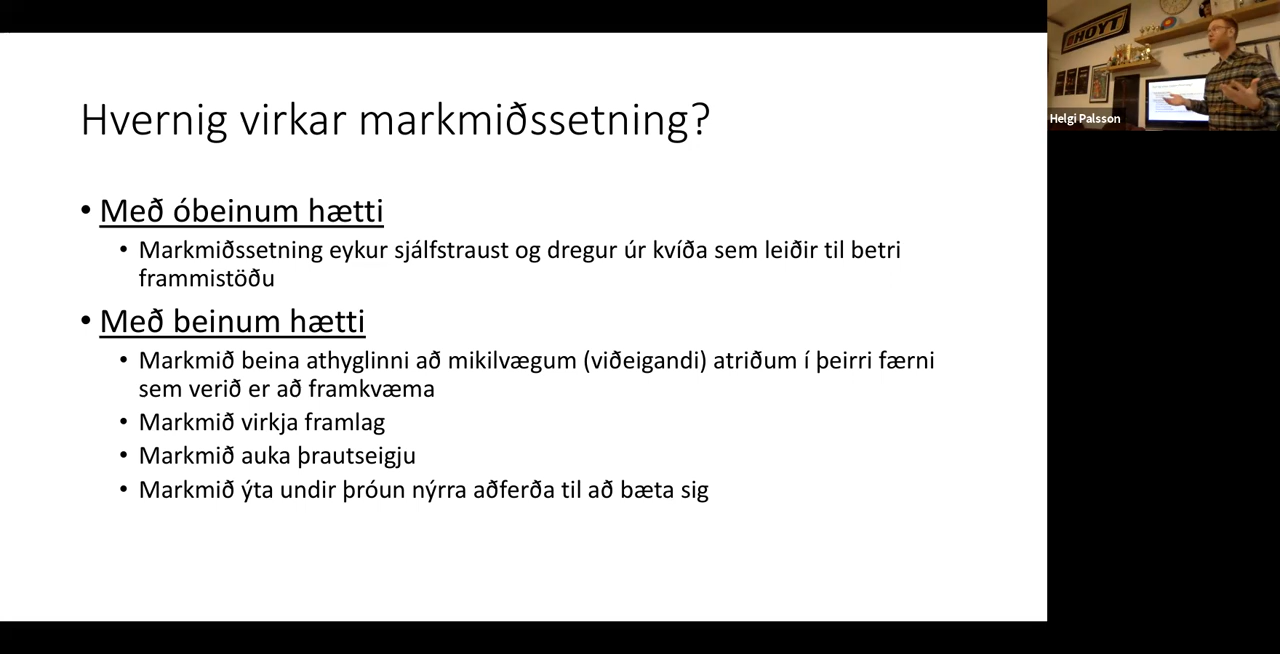 Hvernig virkar markmiðssetning?
• Með óbeinum hætti
• Markmiðssetning eykur sjálfstraust og dregur úr kvíða sem leiðir til betri
frammistöðu
• Með beinum hætti
• Markmið beina athyglinni að mikilvægum (viðeigandi) atriðum í þeirri færni
sem verið er að framkvæma
• Markmið virkja framlag
• Markmið auka þrautseigju
• Markmið ýta undir þróun nýrra aðferða til að bæta sig
HOYT
Helgi Palsson